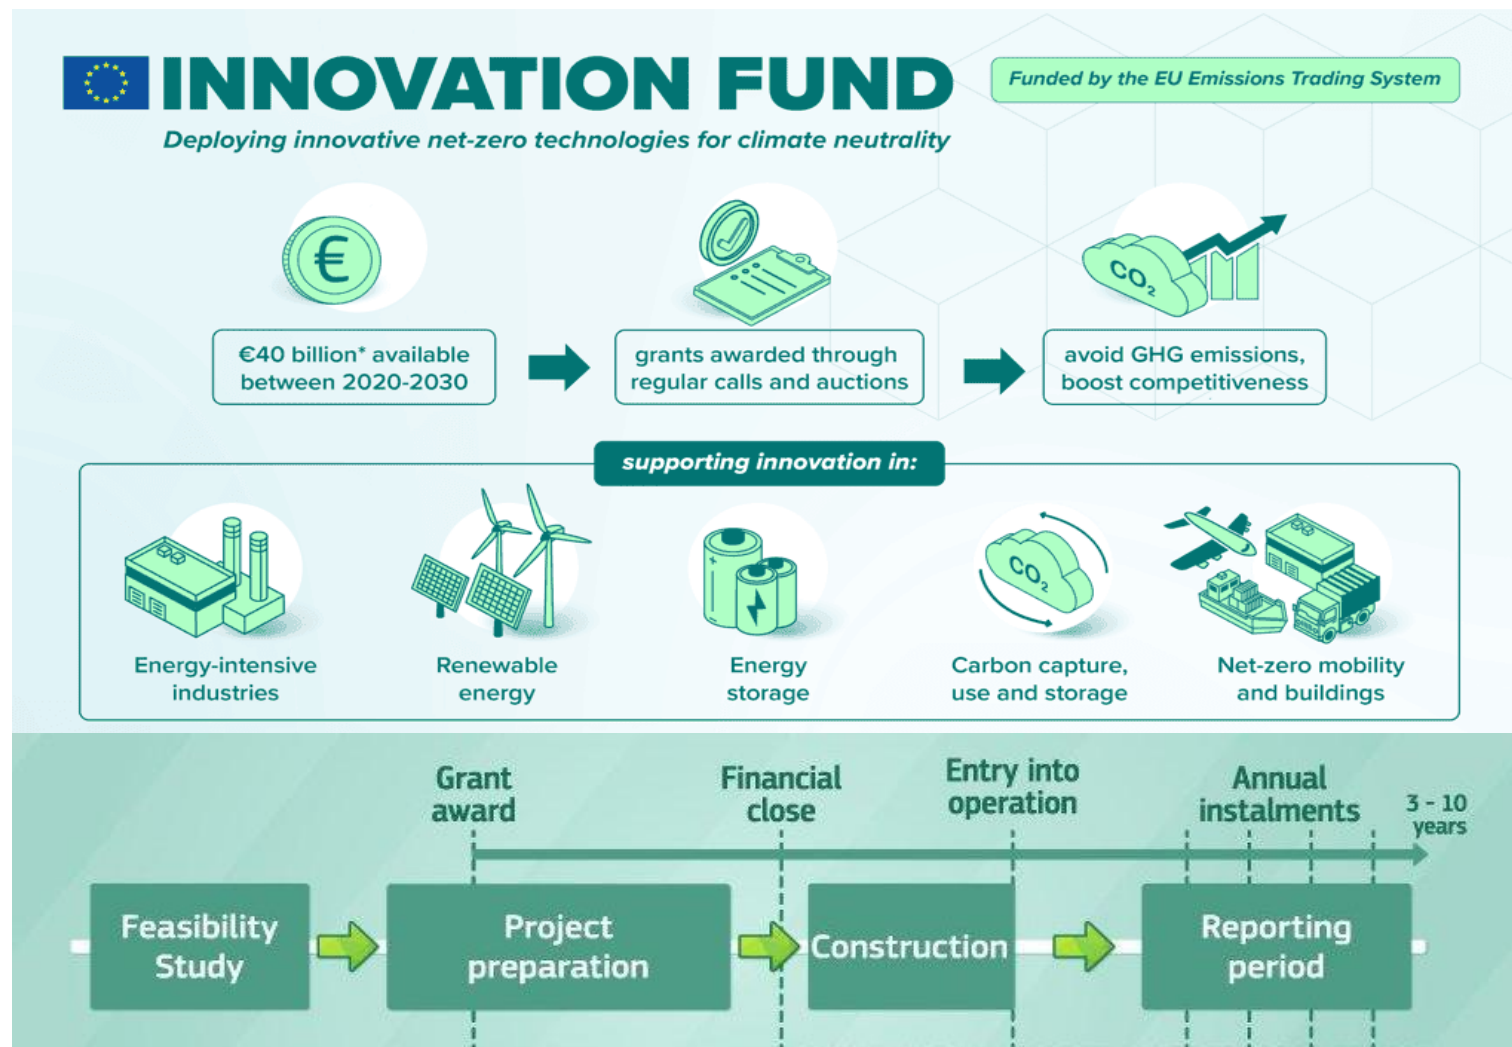 INNOVATION FUND
Funded by the EU Emissions Trading System
Deploying innovative net-zero technologies for climate neutrality
€
CO2
€40 billion* available
between 2020-2030
grants awarded through
regular calls and auctions
avoid GHG emissions,
boost competitiveness
supporting innovation in:
CO2
Energy-intensive
industries
Renewable
energy
Energy
storage
Carbon capture,
use and storage
Net-zero mobility
and buildings
Grant
award
Financial
close
Entry into
operation
Annual
instalments
3 - 10
years
Feasibility
Study
Project
preparation
Construction
Reporting
period